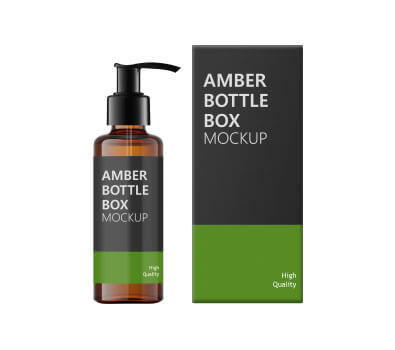 AMBER
BOTTLE
BOX
MOCKUP
High
Quality
AMBER
BOTTLE
BOX
MOCKUP
High
Quality